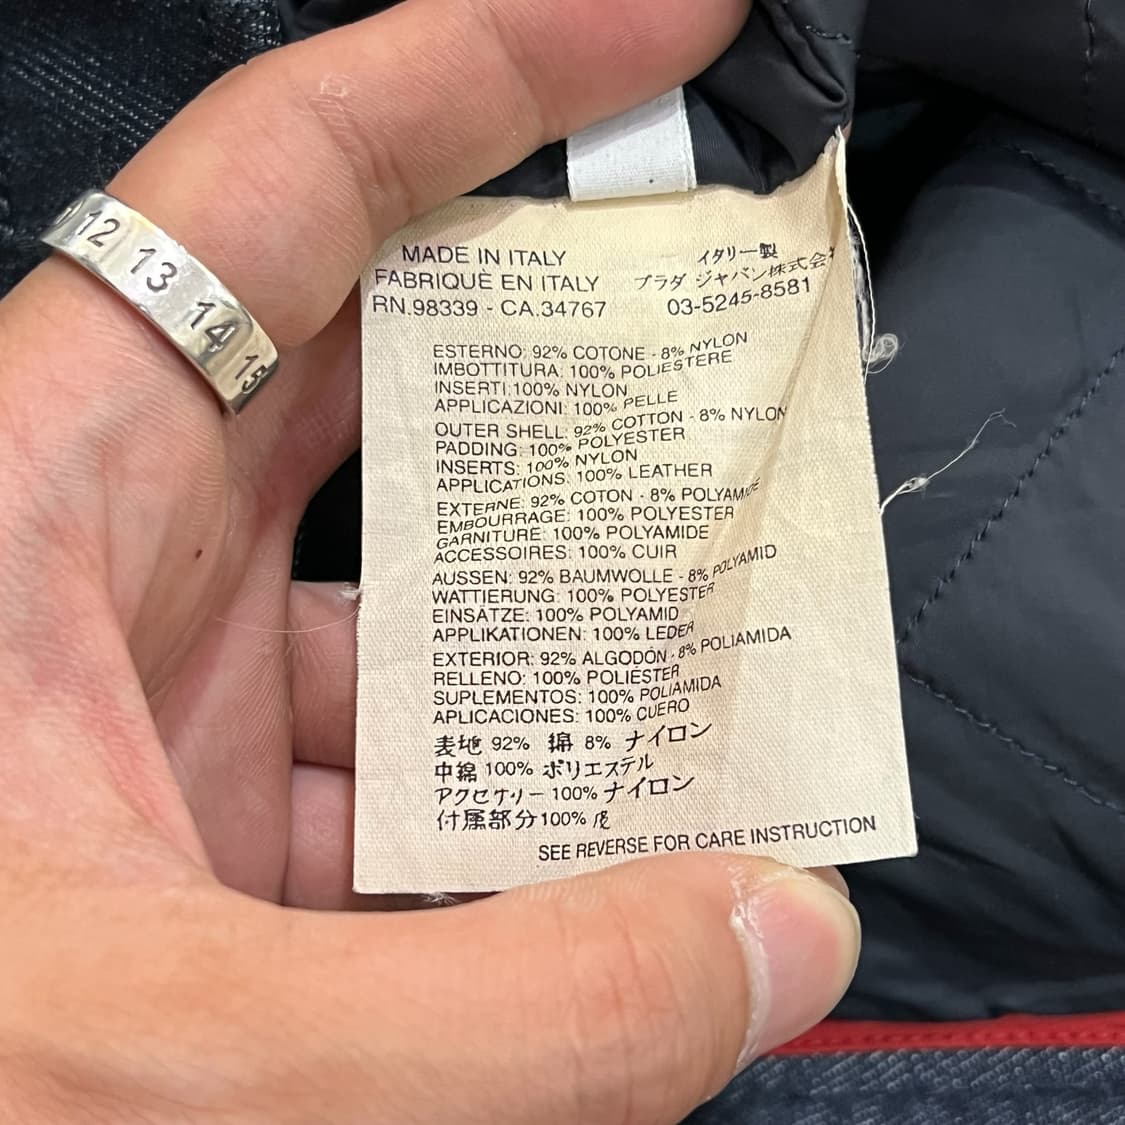 12 13 14 15
MADE IN ITALY
FABRIQUÈ EN ITALY
RN.98339 - CA.34767
イタリー製
プラダ ジャパン株式会
03-5245-8581
ESTERNO: 92% COTONE - 8% NYLON
IMBOTTITURA: 100% POLIESTERE
INSERTI:100% NYLON
APPLICAZIONI: 100% PELLE
OUTER SHELL: 92% COTTON - 8% NYLON
PADDING: 100% POLYESTER
INSERTS: 100% NYLON
APPLICATIONS: 100% LEATHER
EXTERNE: 92% COTON - 8% POLYAMIDE
EMBOURRAGE: 100% POLYESTER
GARNITURE: 100% POLYAMIDE
ACCESSOIRES: 100% CUIR
AUSSEN: 92% BAUMWOLLE - 8% POLYAMID
WATTIERUNG: 100% POLYESTER
EINSÄTZE: 100% POLYAMID
APPLIKATIONEN: 100% LEDER
EXTERIOR: 92% ALGODÓN - 8% POLIAMIDA
RELLENO: 100% POLIÉSTER
SUPLEMENTOS: 100% POLIAMIDA
APLICACIONES: 100% CUERO
表地 92% 綿 8% ナイロン
中綿 100% ポリエステル
アクセサリー 100% ナイロン
付属部分 100%
SEE REVERSE FOR CARE INSTRUCTION